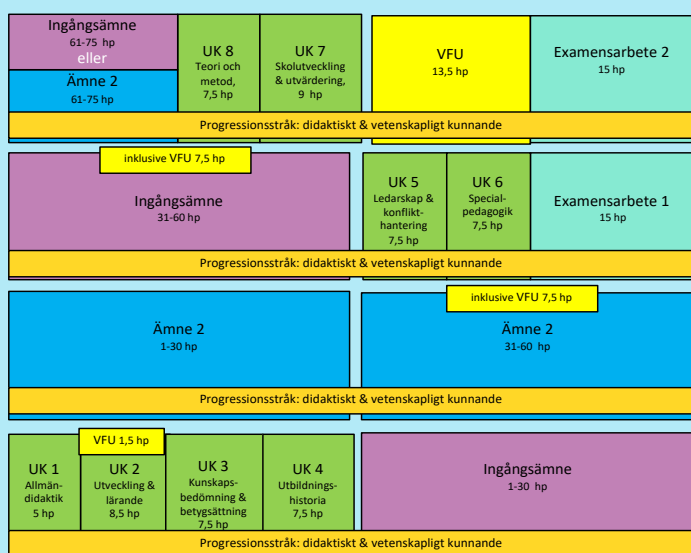 Ingångsämne
61-75 hp
eller
Ämne 2
61-75 hp
UK 8
Teori och
metod,
7,5 hp
UK 7
Skolutveckling
& utvärdering,
9 hp
VFU
13,5 hp
Examensarbete 2
15 hp
Progressionsstråk: didaktiskt & vetenskapligt kunnande
inklusive VFU 7,5 hp
Ingångsämne
31-60 hp
UK 5
Ledarskap &
konflikt-
hantering
7,5 hp
UK 6
Special-
pedagogik
7,5 hp
Examensarbete 1
15 hp
Progressionsstråk: didaktiskt & vetenskapligt kunnande
Ämne 2
1-30 hp
inklusive VFU 7,5 hp
Ämne 2
31-60 hp
Progressionsstråk: didaktiskt & vetenskapligt kunnande
VFU 1,5 hp
UK 1
Allmän-
didaktik
5 hp
UK 2
Utveckling &
lärande
8,5 hp
UK 3
Kunskaps-
bedömning &
betygsättning
7,5 hp
UK 4
Utbildnings-
historia
7,5 hp
Ingångsämne
1-30 hp
Progressionsstråk: didaktiskt & vetenskapligt kunnande